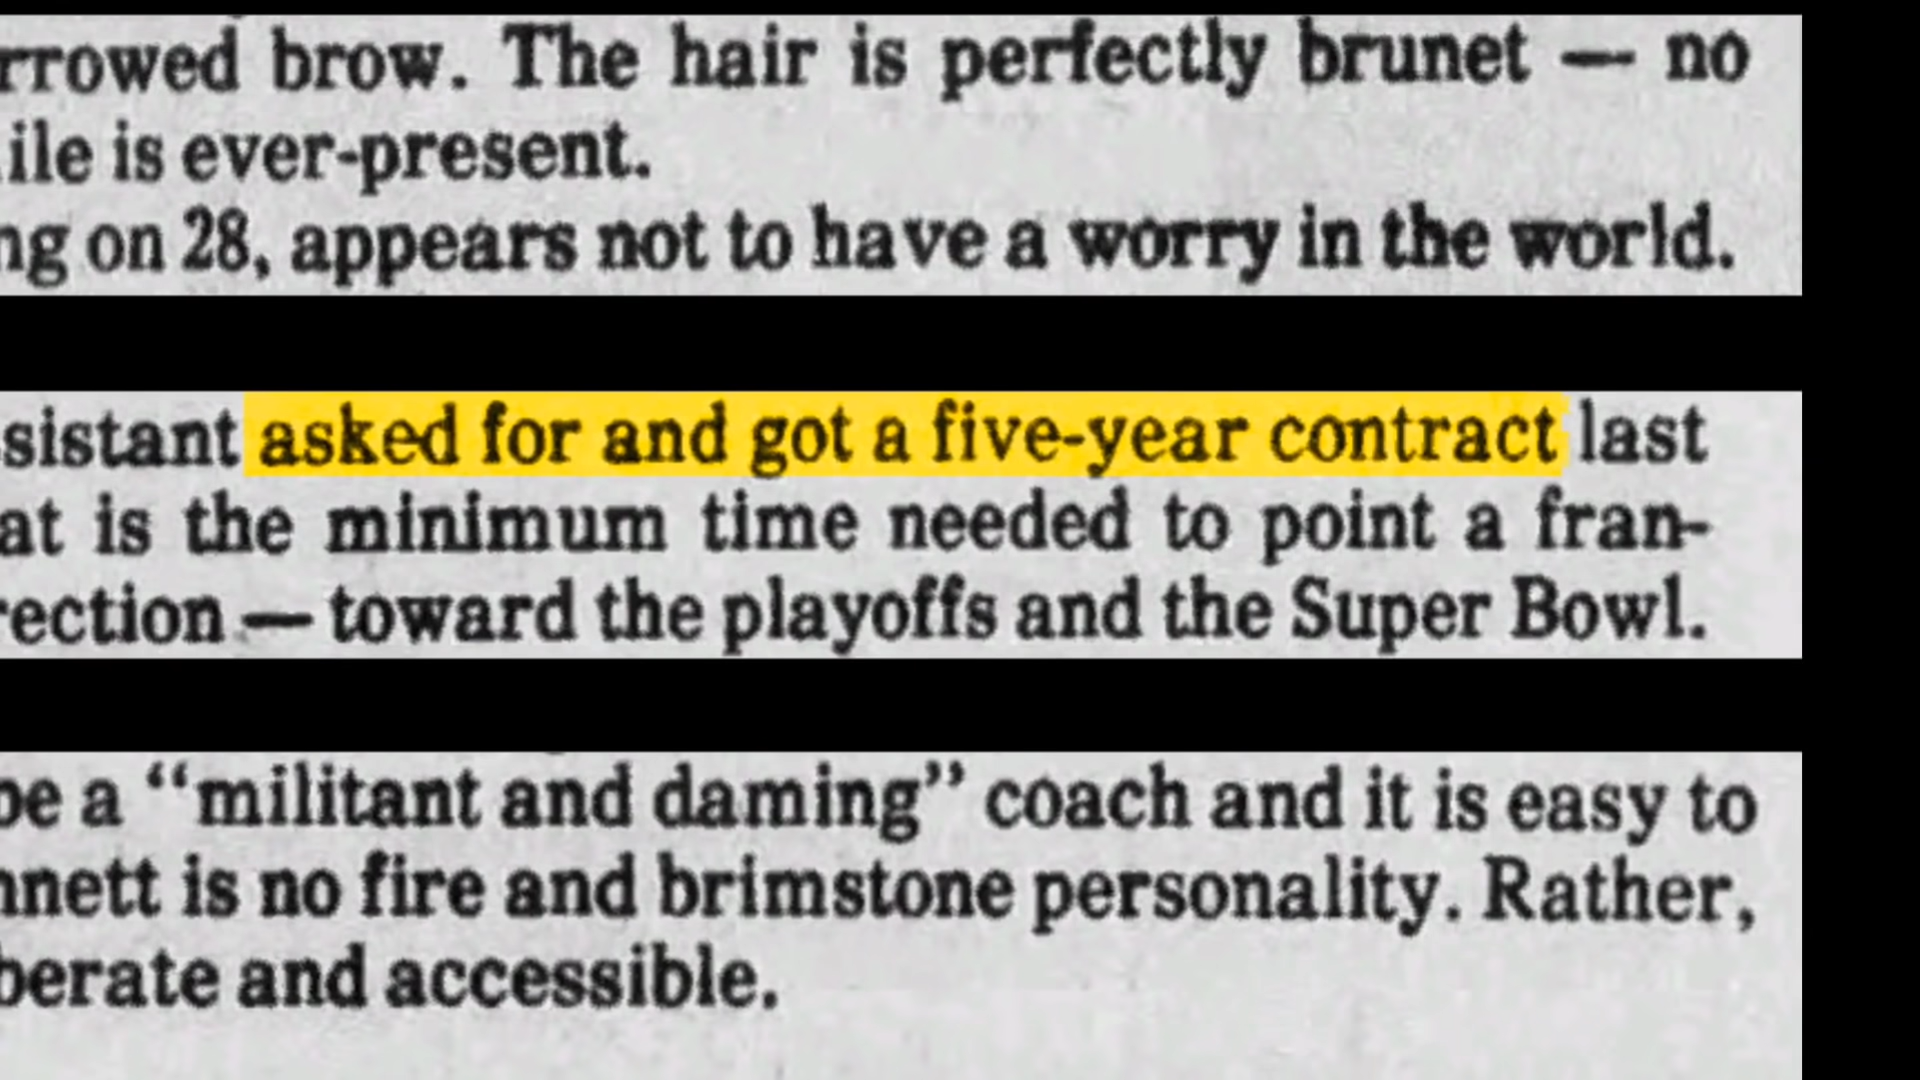 rrowed brow. The hair is perfectly brunet — no
ile is ever-present.
ng on 28, appears not to have a worry in the world.
sistant asked for and got a five-year contract last
at is the minimum time needed to point a fran-
rection — toward the playoffs and the Super Bowl.
be a “militant and daming” coach and it is easy to
nnett is no fire and brimstone personality. Rather,
berate and accessible.